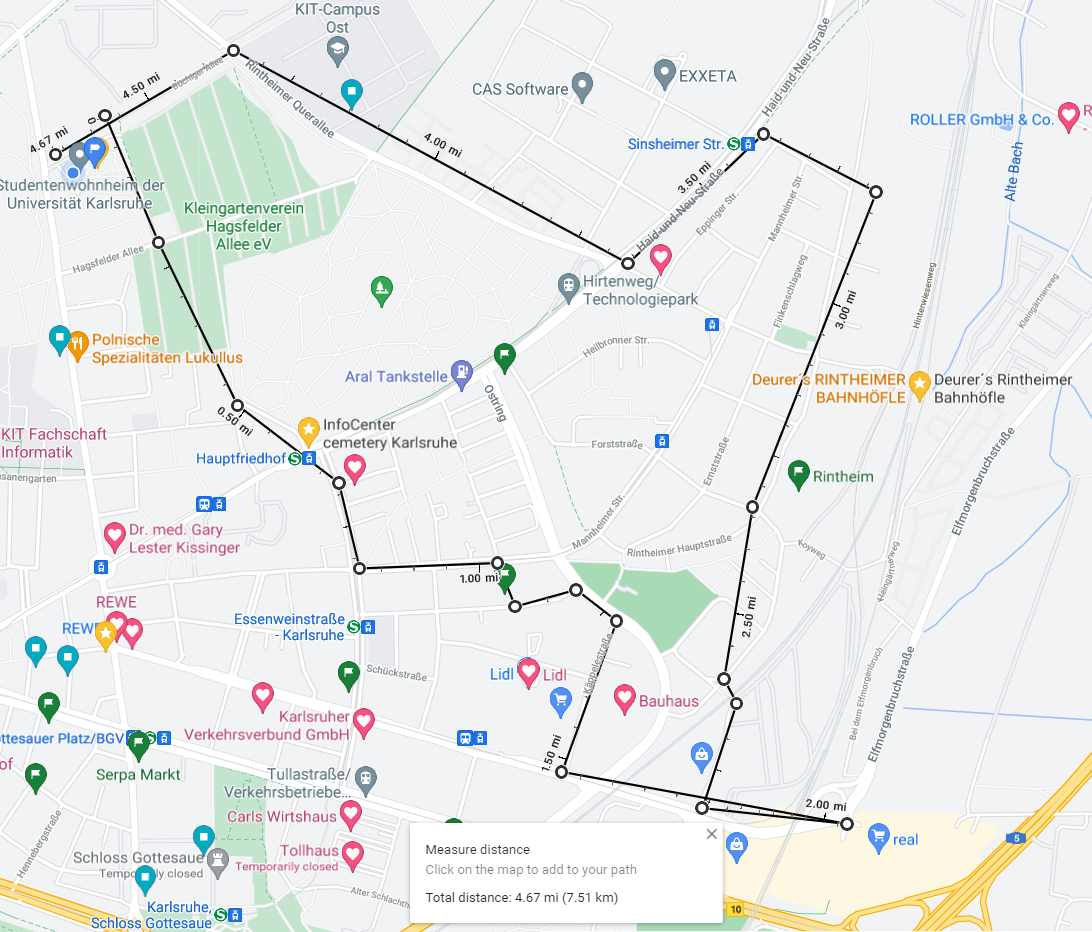 KIT-Campus
Ost
Haid-und-Neu-Straße
4.50 mi
Büchiger Allee
Rintheimer Querallee
CAS Software
EXXETA
ROLLER GmbH & Co.
R
0
4.67 mi
4.00 mi
Sinsheimer Str.
S
3.50 mi
Alte Bach
Studentenwohnheim der
Universität Karlsruhe
Kleingartenverein
Hagsfelder
Allee eV
Haid-und-Neu-Straße
Eppinger Str.
Mannheimer Str.
Hagsfelder Allee
Hirtenweg/
Technologiepark
Finkenschlagweg
3.00 mi
Hinterwiesenweg
Kleingärtnerweg
Polnische
Spezialitäten Lukullus
Heilbronner Str.
Aral Tankstelle
Ostring
Deurer´s RINTHEIMER
BAHNHÖFLE
Deurer´s Rintheimer
Bahnhöfle
0.50 mi
InfoCenter
cemetery Karlsruhe
KIT Fachschaft
Informatik
Hauptfriedhof
S
Forststraße
Ernststraße
Rintheim
Elfmorgenbruchstraße
Mannheimer Str.
Dr. med. Gary
Lester Kissinger
Rintheimer Hauptstraße
Koyweg
Heingärtnerweg
1.00 mi
REWE
REWE
Essenweinstraße
- Karlsruhe
S
2.50 mi
Schückstraße
Lidl
Lidl
Käppelestraße
Bauhaus
Bei dem Elfmorgenbruch
Elfmorgenbruchstraße
Karlsruher
Verkehrsverbund GmbH
ottesauer Platz/BGV
S
1.50 mi
of
Serpa Markt
Tullastraße/
Verkehrsbetriebe...
2.00 mi
Carls Wirtshaus
real
5
Hennebergstraße
Schloss Gottesaue
Temporarily closed
Tollhaus
Temporarily closed
Alter Schlachth
Karlsruhe,
Schloss Gottesaue
S
10
Measure distance
Click on the map to add to your path
Total distance: 4.67 mi (7.51 km)